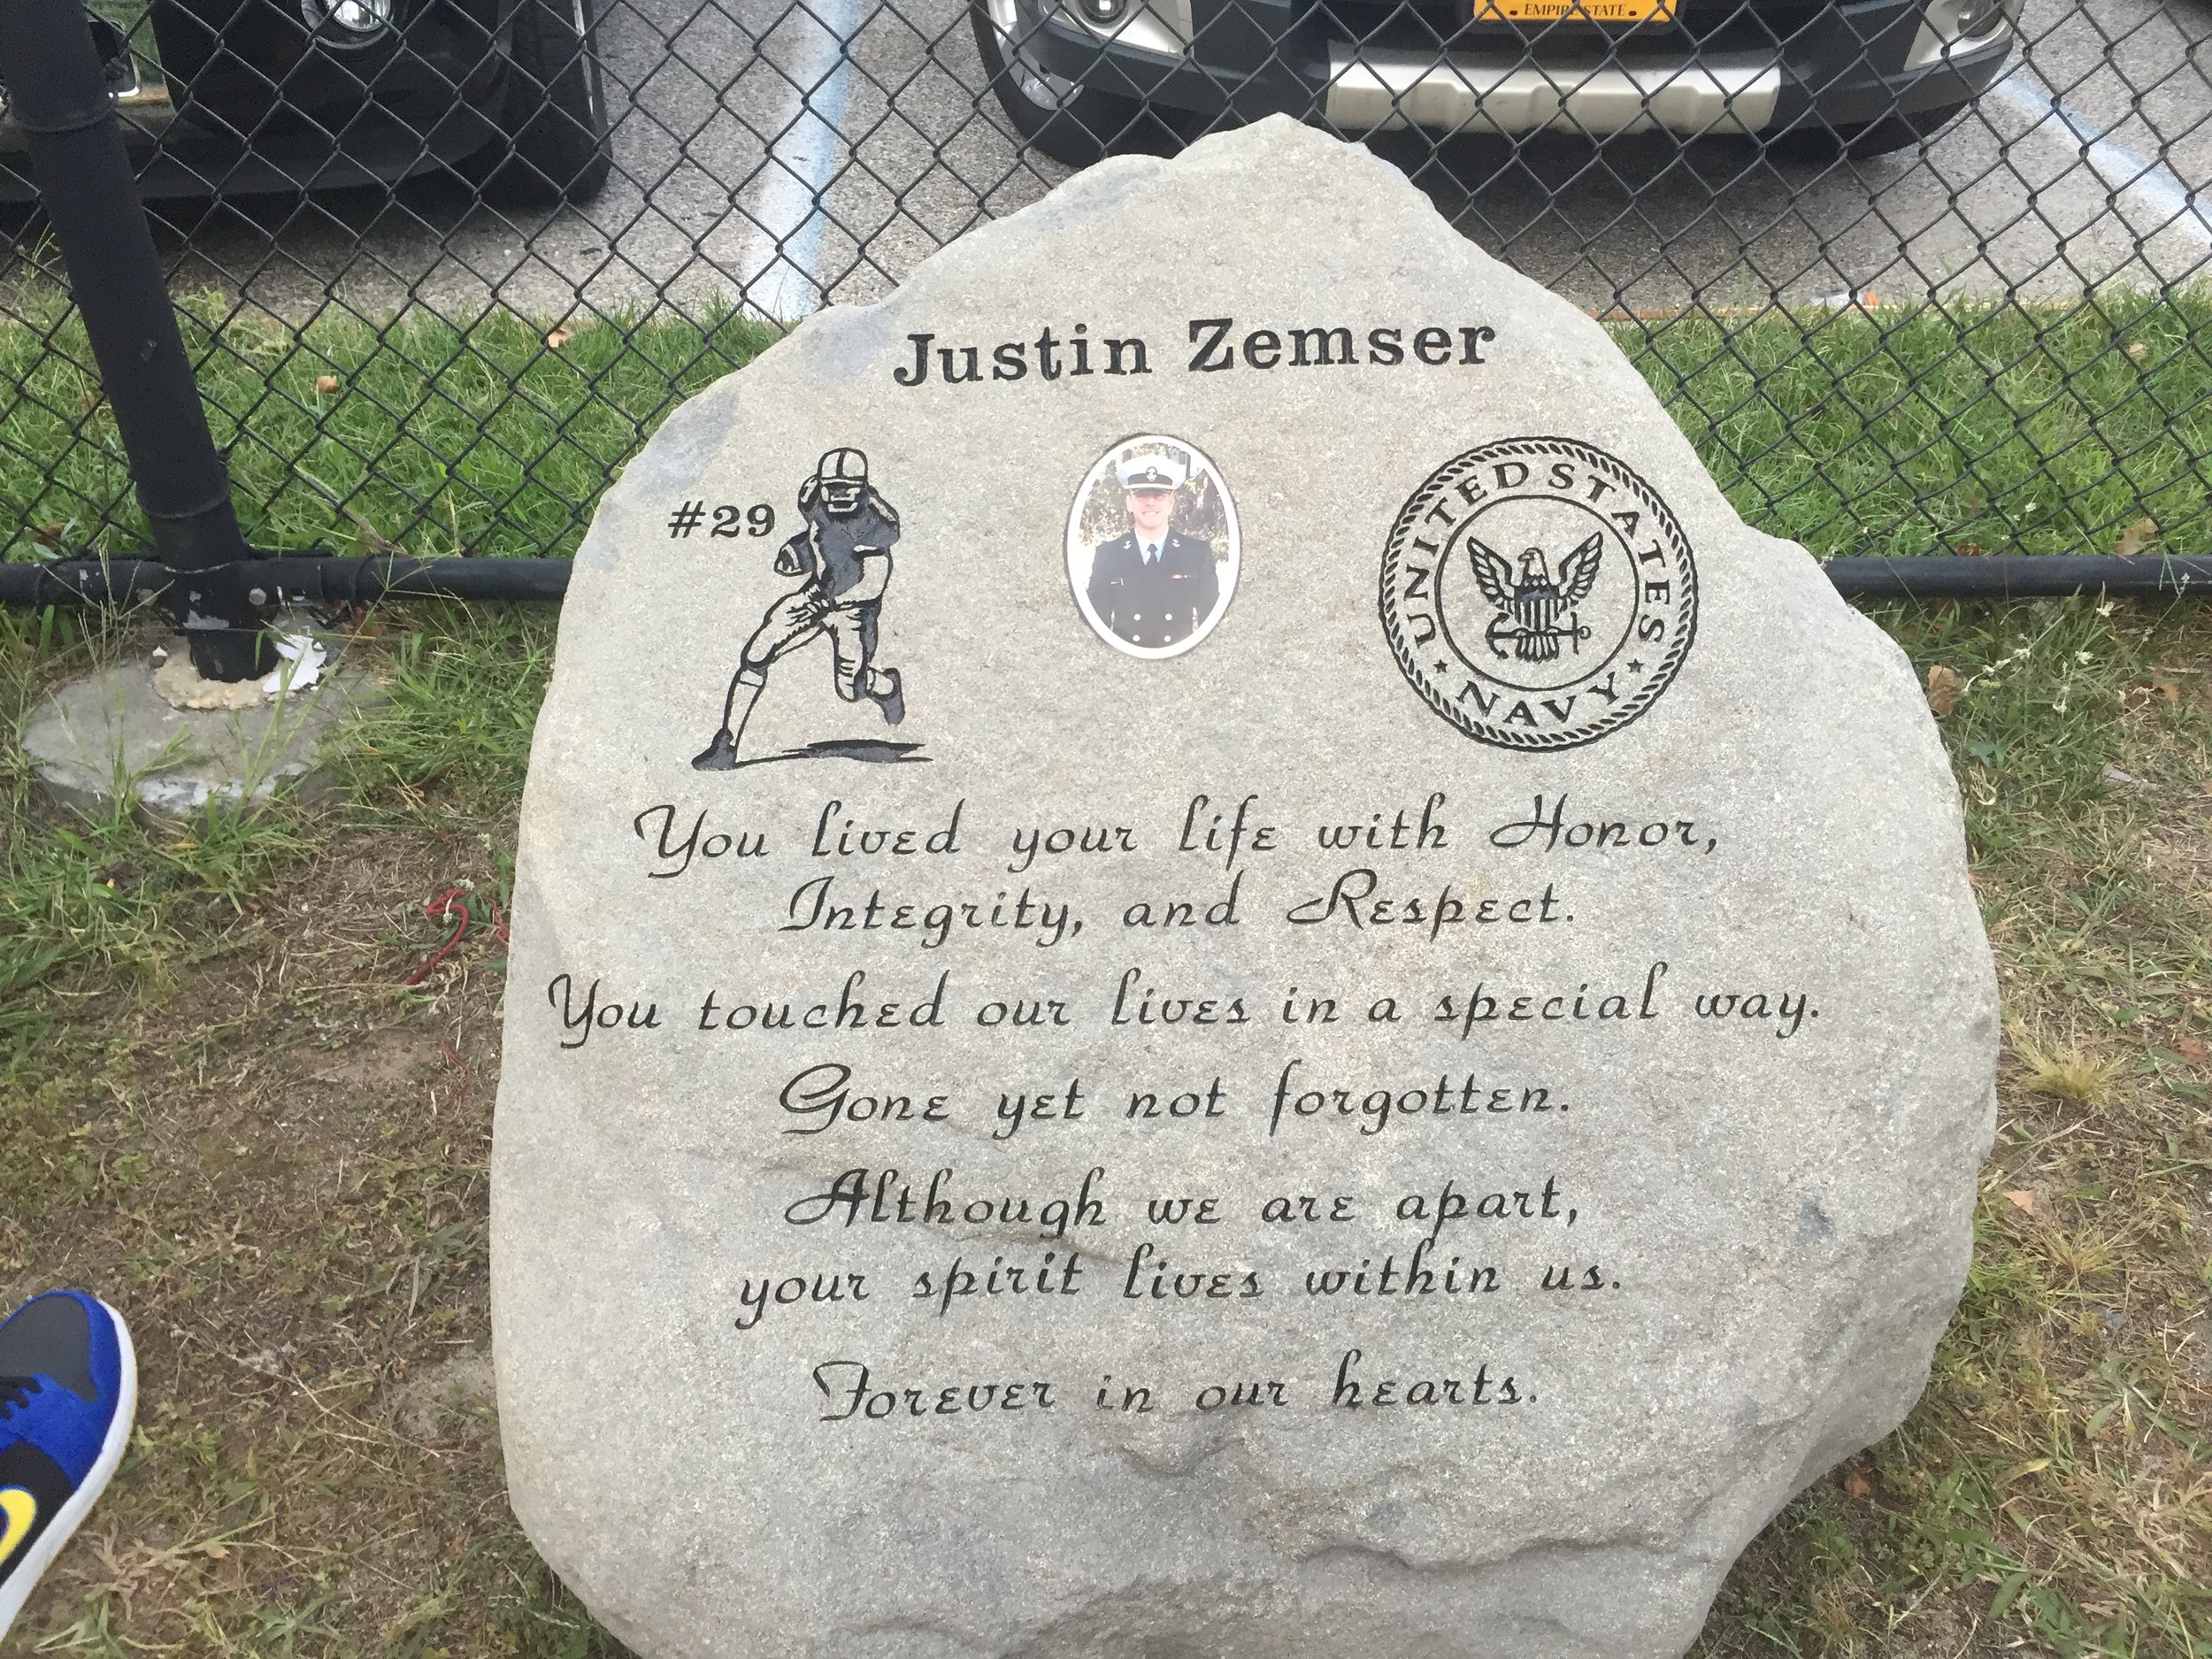 EMPIRE STATE
Justin Zemser
#29
UNITED STATES
NAVY
You lived your life with Honor,
Integrity, and Respect.
You touched our lives in a special way.
Gone yet not forgotten.
Although we are apart,
your spirit lives within us.
Forever in our hearts.